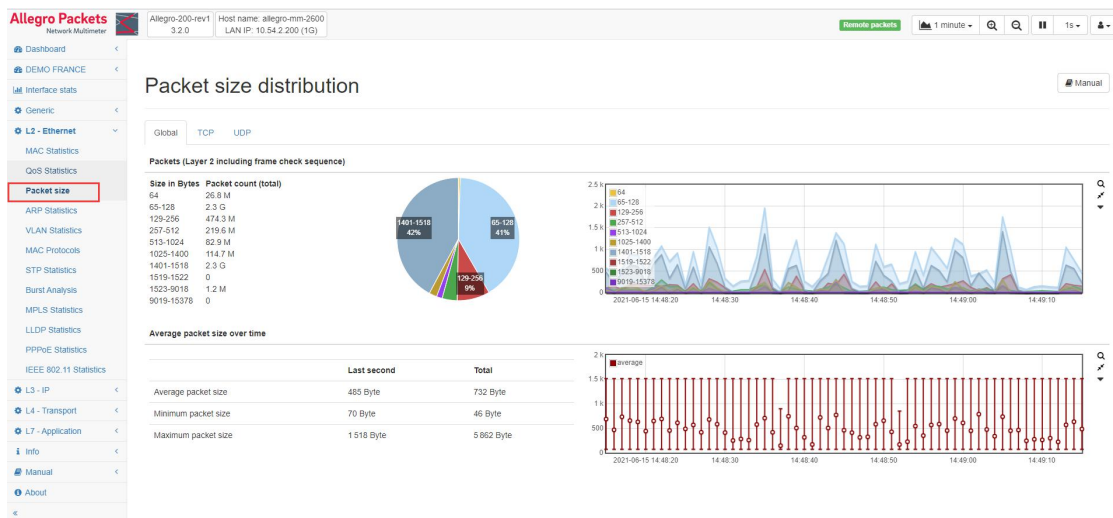 Allegro Packets
Network Multimeter
Allegro-200-rev1
3.2.0
Host name: allegro-mm-2600
LAN IP: 10.54.2.200 (1G)
Remote packets
1 minute
1s
Dashboard
DEMO FRANCE
Interface stats
Generic
L2 - Ethernet
MAC Statistics
QoS Statistics
Packet size
ARP Statistics
VLAN Statistics
MAC Protocols
STP Statistics
Burst Analysis
MPLS Statistics
LLDP Statistics
PPPoE Statistics
IEEE 802.11 Statistics
L3 - IP
L4 - Transport
L7 - Application
Info
Manual
About
«
Packet size distribution
Manual
Global TCP UDP
Packets (Layer 2 including frame check sequence)
Size in Bytes Packet count (total)
64 26.8 M
65-128 2.3 G
129-256 474.3 M
257-512 219.6 M
513-1024 82.9 M
1025-1400 114.7 M
1401-1518 2.3 G
1519-1522 0
1523-9018 1.2 M
9019-15378 0
1401-1518
42%
65-128
41%
129-256
9%
2.5 k
2 k
1.5 k
1 k
500
0
64
65-128
129-256
257-512
513-1024
1025-1400
1401-1518
1519-1522
1523-9018
9019-15378
2021-06-15 14:48:20 14:48:30 14:48:40 14:48:50 14:49:00 14:49:10
Average packet size over time
Last second Total
Average packet size 485 Byte 732 Byte
Minimum packet size 70 Byte 46 Byte
Maximum packet size 1 518 Byte 5 862 Byte
2 k
1.5 k
1 k
500
0
average
2021-06-15 14:48:20 14:48:30 14:48:40 14:48:50 14:49:00 14:49:10